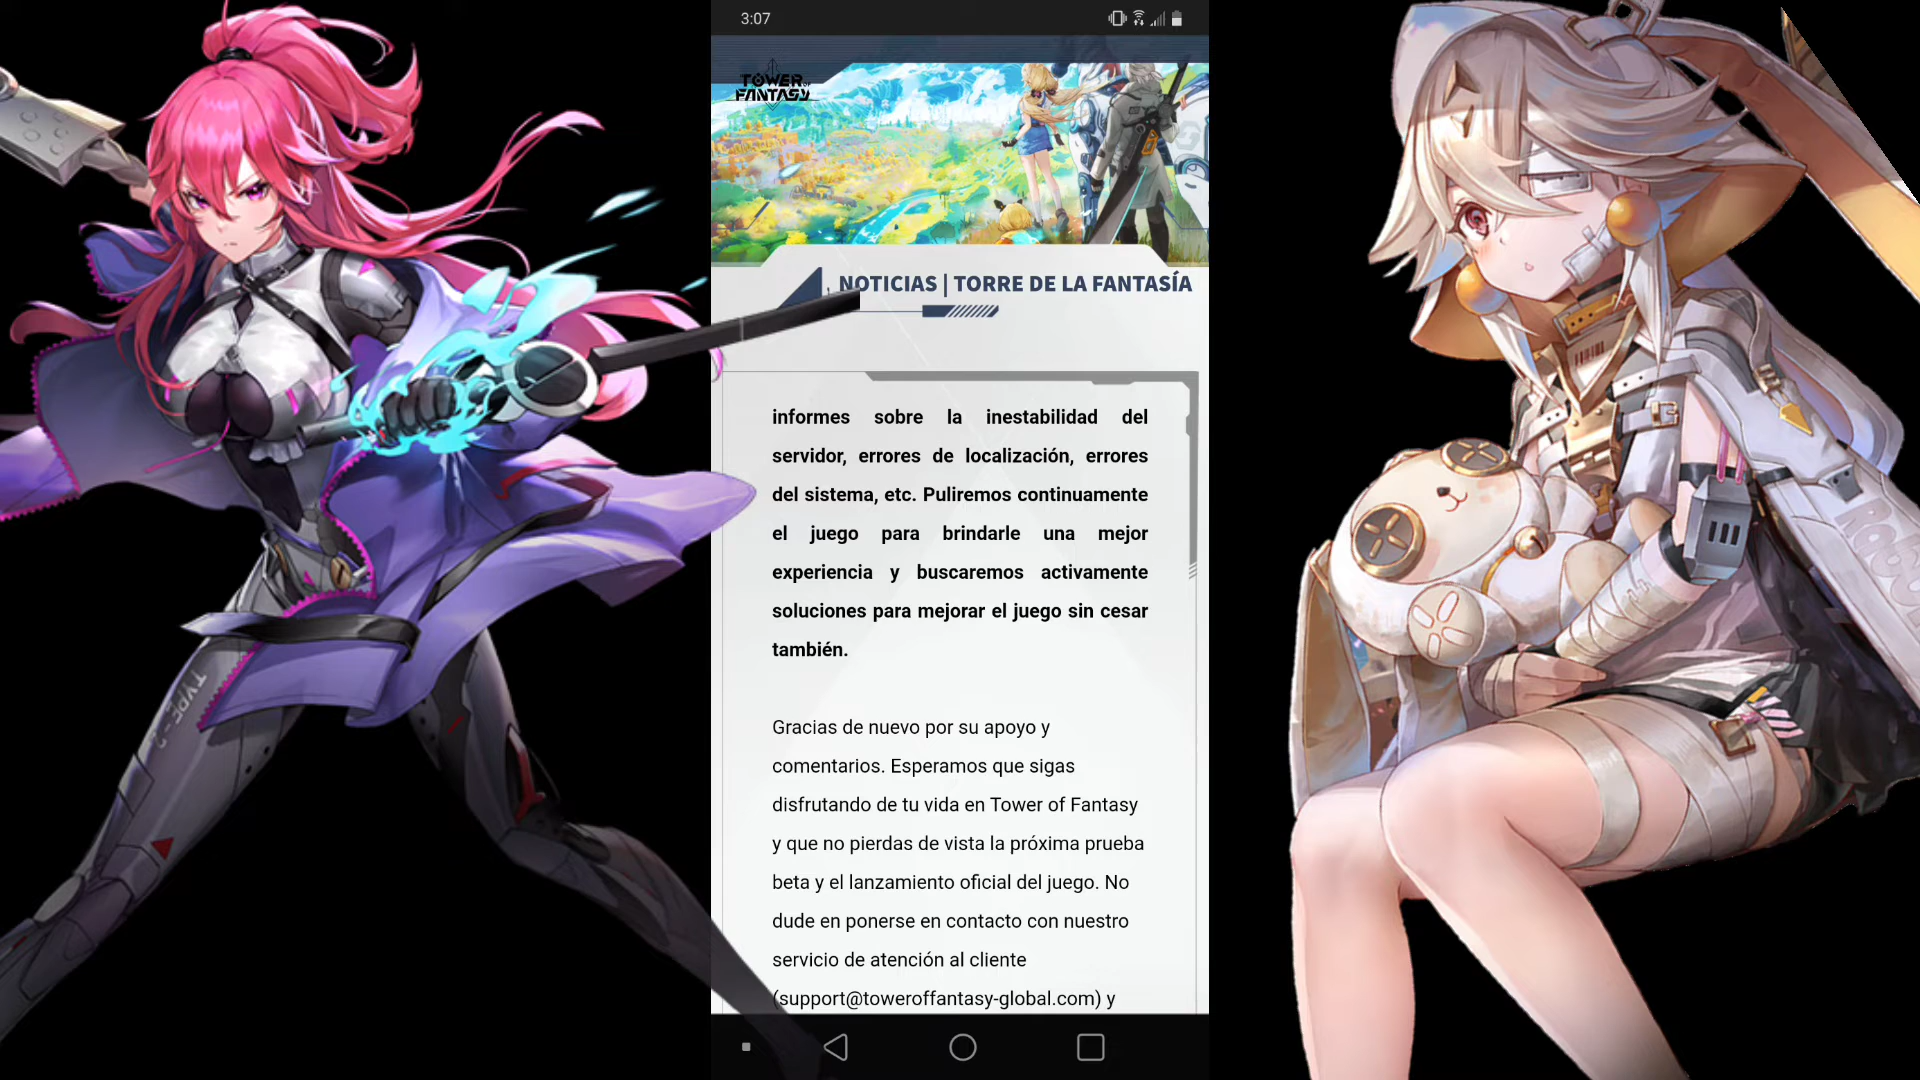 3:07
TOWER OF
FANTASY
NOTICIAS | TORRE DE LA FANTASÍA
informes sobre la inestabilidad del
servidor, errores de localización, errores
del sistema, etc. Puliremos continuamente
el juego para brindarle una mejor
experiencia y buscaremos activamente
soluciones para mejorar el juego sin cesar
también.
Gracias de nuevo por su apoyo y
comentarios. Esperamos que sigas
disfrutando de tu vida en Tower of Fantasy
y que no pierdas de vista la próxima prueba
beta y el lanzamiento oficial del juego. No
dude en ponerse en contacto con nuestro
servicio de atención al cliente
(support@toweroffantasy-global.com) y
TYPE-2